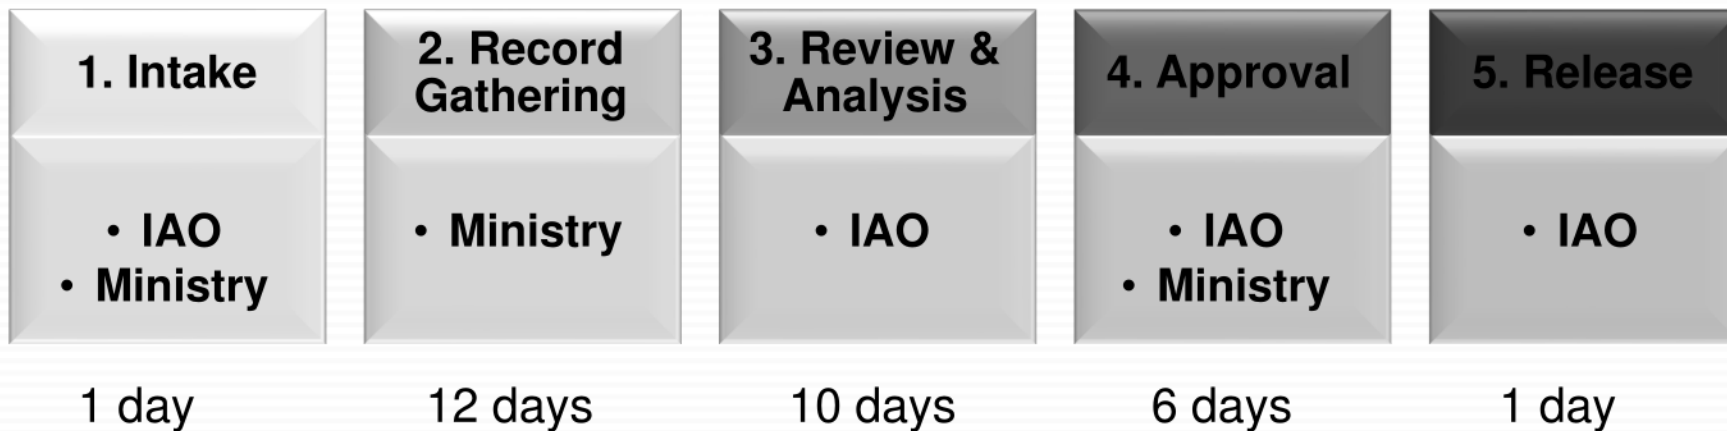 1. Intake
2. Record
Gathering
3. Review &
Analysis
4. Approval
5. Release
• IAO
• Ministry
• Ministry
• IAO
• IAO
• Ministry
• IAO
1 day
12 days
10 days
6 days
1 day